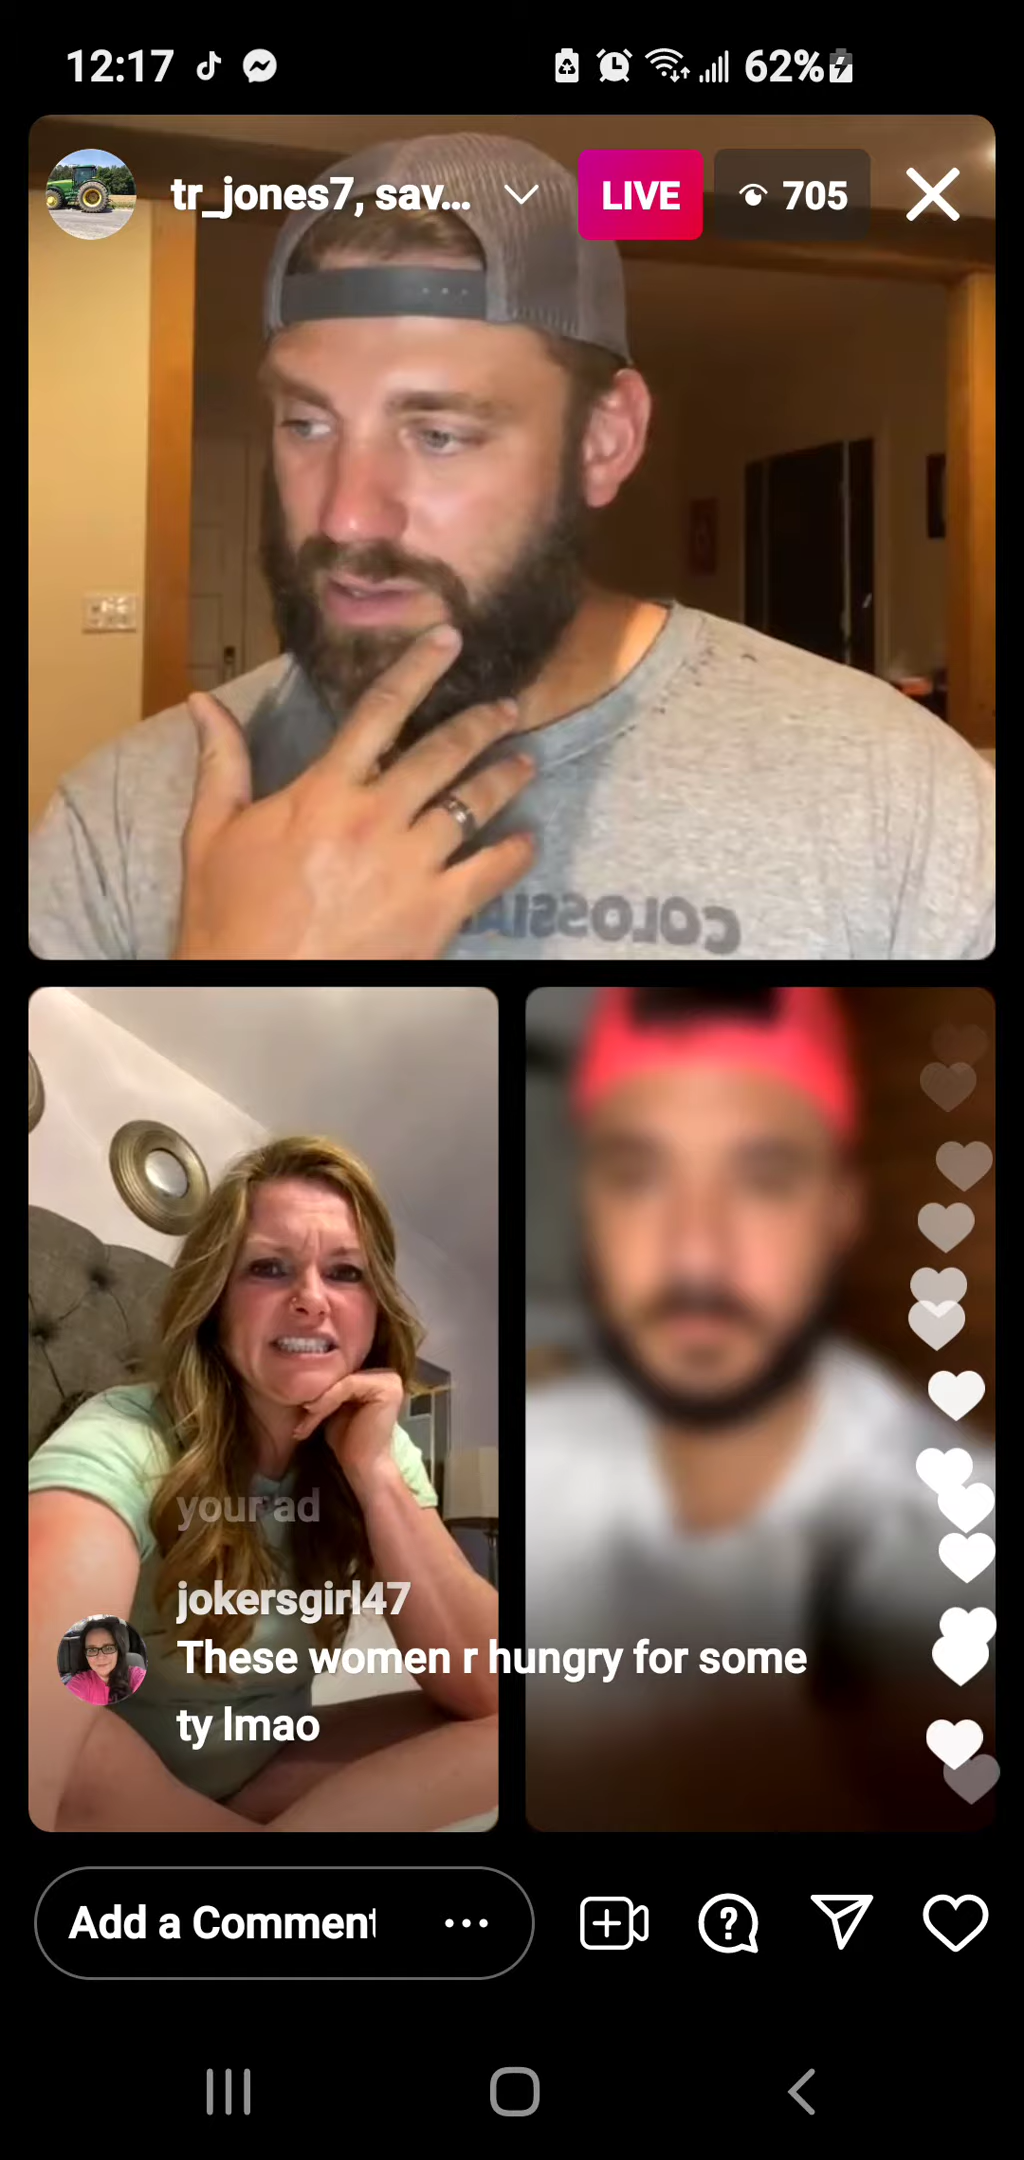 12:17 62%
tr_jones7, sav... LIVE 705
COLOSSIA
your ad
jokersgirl47
These women r hungry for some
ty lmao
Add a Comment